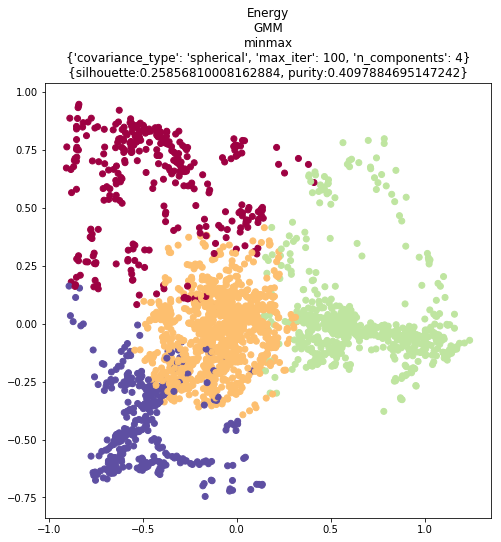 Energy
GMM
minmax
{'covariance_type': 'spherical', 'max_iter': 100, 'n_components': 4}
{silhouette:0.25856810008162884, purity:0.4097884695147242}
1.00
0.75
0.50
0.25
0.00
−0.25
−0.50
−0.75
−1.0 −0.5 0.0 0.5 1.0